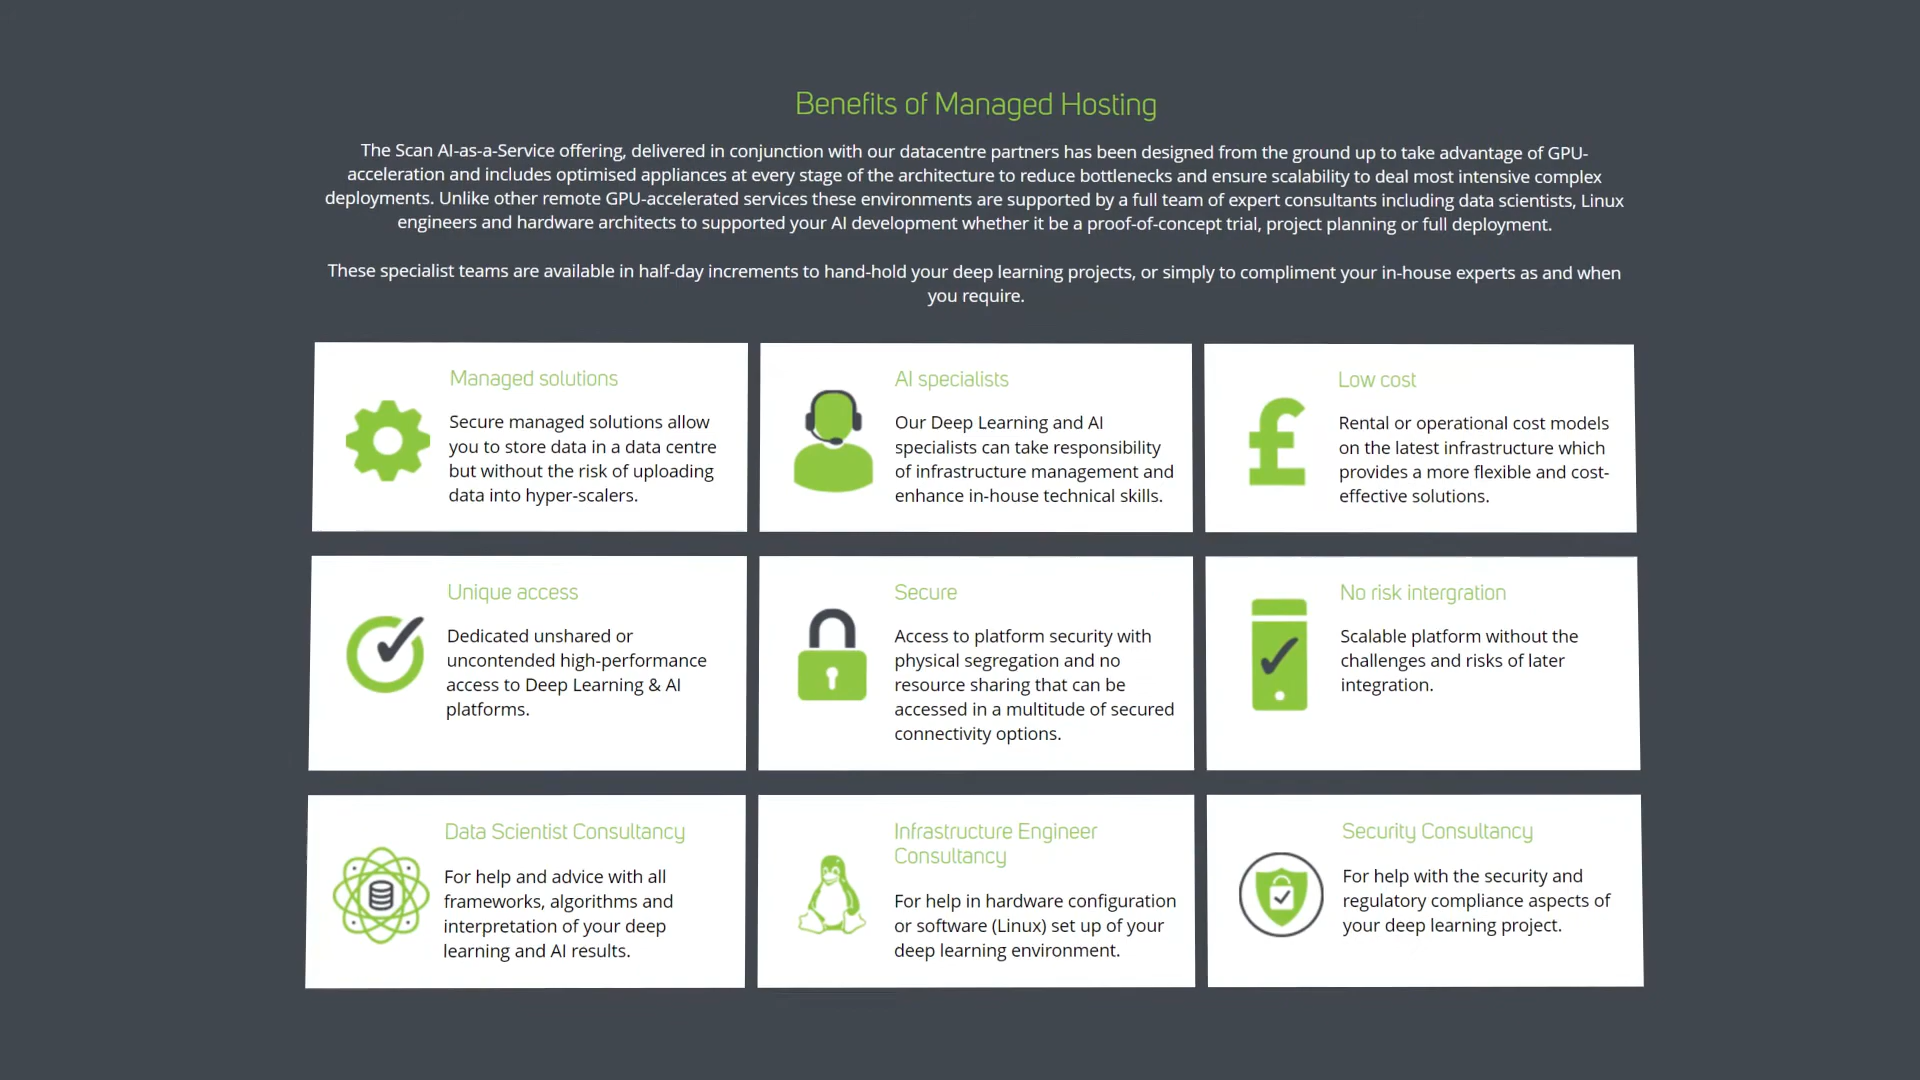 Benefits of Managed Hosting
The Scan AI-as-a-Service offering, delivered in conjunction with our datacentre partners has been designed from the ground up to take advantage of GPU-
acceleration and includes optimised appliances at every stage of the architecture to reduce bottlenecks and ensure scalability to deal most intensive complex
deployments. Unlike other remote GPU-accelerated services these environments are supported by a full team of expert consultants including data scientists, Linux
engineers and hardware architects to supported your AI development whether it be a proof-of-concept trial, project planning or full deployment.
These specialist teams are available in half-day increments to hand-hold your deep learning projects, or simply to compliment your in-house experts as and when
you require.
Managed solutions
Secure managed solutions allow
you to store data in a data centre
but without the risk of uploading
data into hyper-scalers.
AI specialists
Our Deep Learning and AI
specialists can take responsibility
of infrastructure management and
enhance in-house technical skills.
Low cost
Rental or operational cost models
on the latest infrastructure which
provides a more flexible and cost-
effective solutions.
Unique access
Dedicated unshared or
uncontended high-performance
access to Deep Learning & AI
platforms.
Secure
Access to platform security with
physical segregation and no
resource sharing that can be
accessed in a multitude of secured
connectivity options.
No risk intergration
Scalable platform without the
challenges and risks of later
integration.
Data Scientist Consultancy
For help and advice with all
frameworks, algorithms and
interpretation of your deep
learning and AI results.
Infrastructure Engineer
Consultancy
For help in hardware configuration
or software (Linux) set up of your
deep learning environment.
Security Consultancy
For help with the security and
regulatory compliance aspects of
your deep learning project.